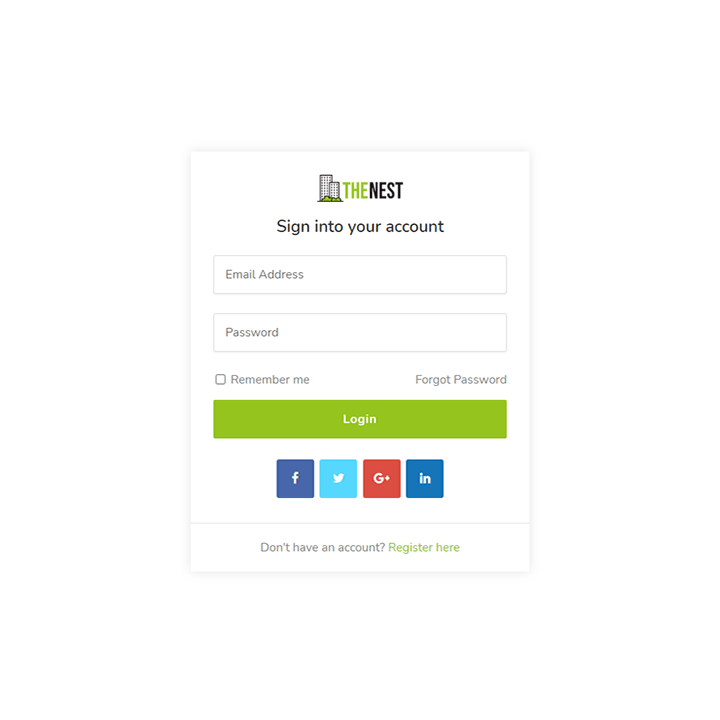 THENEST
Sign into your account
Email Address
Password
Remember me
Forgot Password
Login
f
G+
in
Don't have an account? Register here